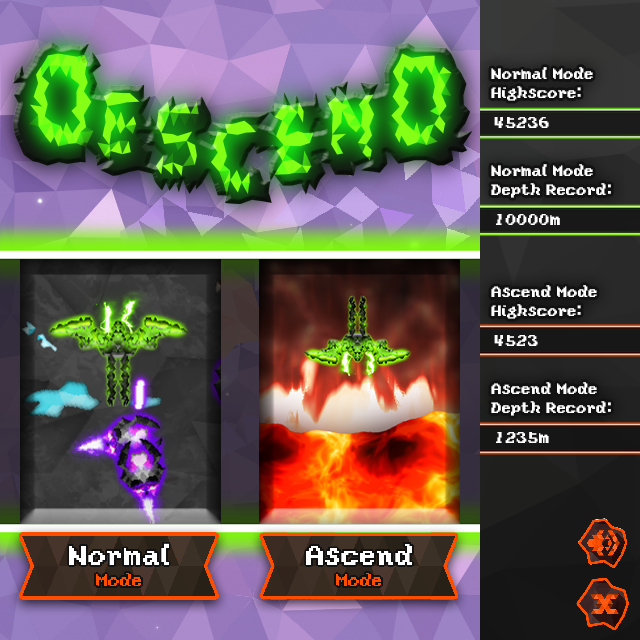 DESCEND
Normal Mode
Highscore:
45236
Normal Mode
Depth Record:
10000m
Ascend Mode
Highscore:
4523
Ascend Mode
Depth Record:
1235m
Normal
Mode
Ascend
Mode
X